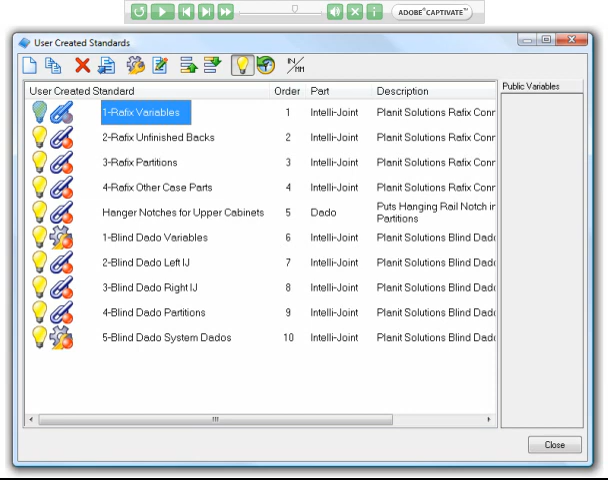 ADOBE® CAPTIVATE™
User Created Standards
IN/MM
User Created Standard Order Part Description
Public Variables
1-Rafix Variables 1 Intelli-Joint Planit Solutions Rafix Conr
2-Rafix Unfinished Backs 2 Intelli-Joint Planit Solutions Rafix Conr
3-Rafix Partitions 3 Intelli-Joint Planit Solutions Rafix Conr
4-Rafix Other Case Parts 4 Intelli-Joint Planit Solutions Rafix Conr
Hanger Notches for Upper Cabinets 5 Dado Puts Hanging Rail Notch in
Partitions
1-Blind Dado Variables 6 Intelli-Joint Planit Solutions Blind Dado
2-Blind Dado Left IJ 7 Intelli-Joint Planit Solutions Blind Dado
3-Blind Dado Right IJ 8 Intelli-Joint Planit Solutions Blind Dado
4-Blind Dado Partitions 9 Intelli-Joint Planit Solutions Blind Dado
5-Blind Dado System Dados 10 Intelli-Joint Planit Solutions Blind Dado
Close